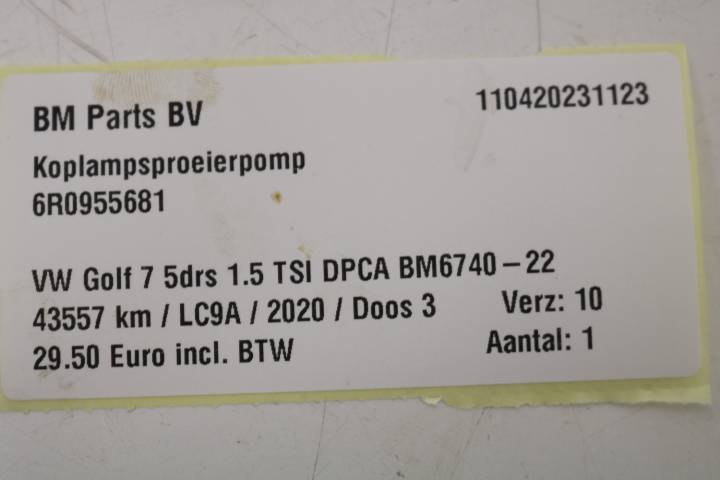 BM Parts BV 110420231123
Koplampsproeierpomp
6R0955681
VW Golf 7 5drs 1.5 TSI DPCA BM6740-22
43557 km / LC9A / 2020 / Doos 3 Verz: 10
29.50 Euro incl. BTW Aantal: 1